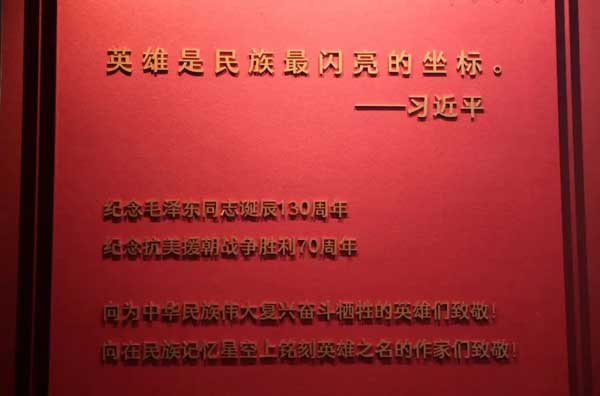 英雄是民族最闪亮的坐标。
——习近平
纪念毛泽东同志诞辰130周年
纪念抗美援朝战争胜利70周年
向为中华民族伟大复兴奋斗牺牲的英雄们致敬！
向在民族记忆星空上铭刻英雄之名的作家们致敬！